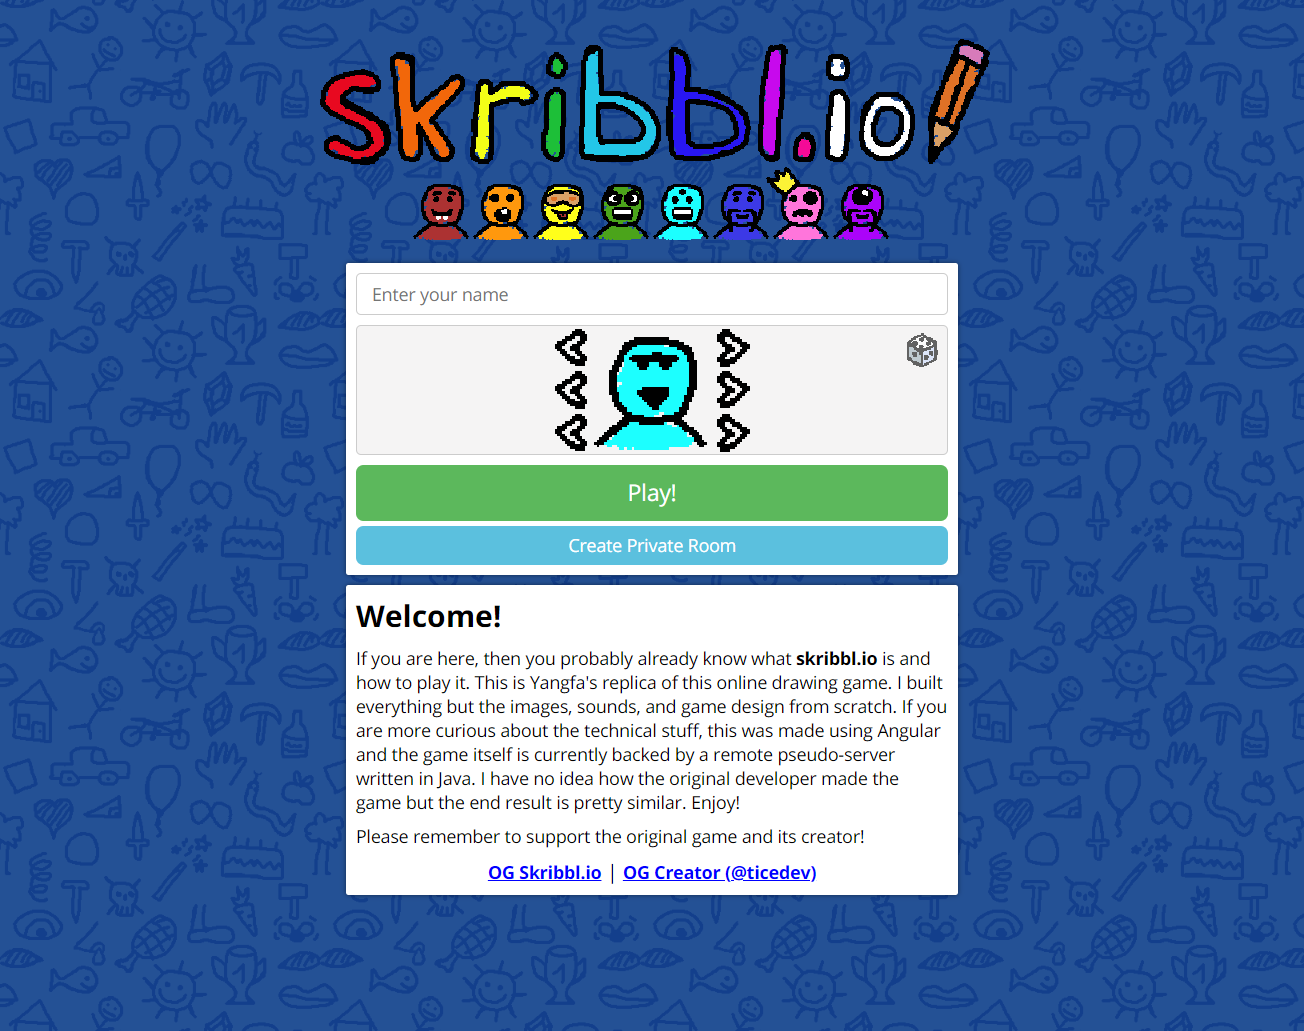 skribbl.io
Enter your name
Play!
Create Private Room
Welcome!
If you are here, then you probably already know what skribbl.io is and
how to play it. This is Yangfa's replica of this online drawing game. I built
everything but the images, sounds, and game design from scratch. If you
are more curious about the technical stuff, this was made using Angular
and the game itself is currently backed by a remote pseudo-server
written in Java. I have no idea how the original developer made the
game but the end result is pretty similar. Enjoy!
Please remember to support the original game and its creator!
OG Skribbl.io | OG Creator (@ticedev)